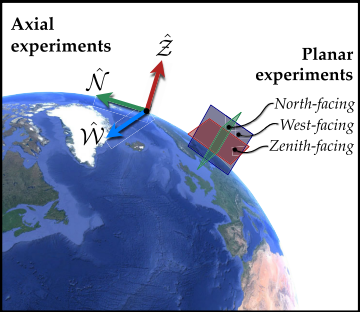 Axial
experiments
Ẑ
N̂
Ŵ
Planar
experiments
North-facing
West-facing
Zenith-facing